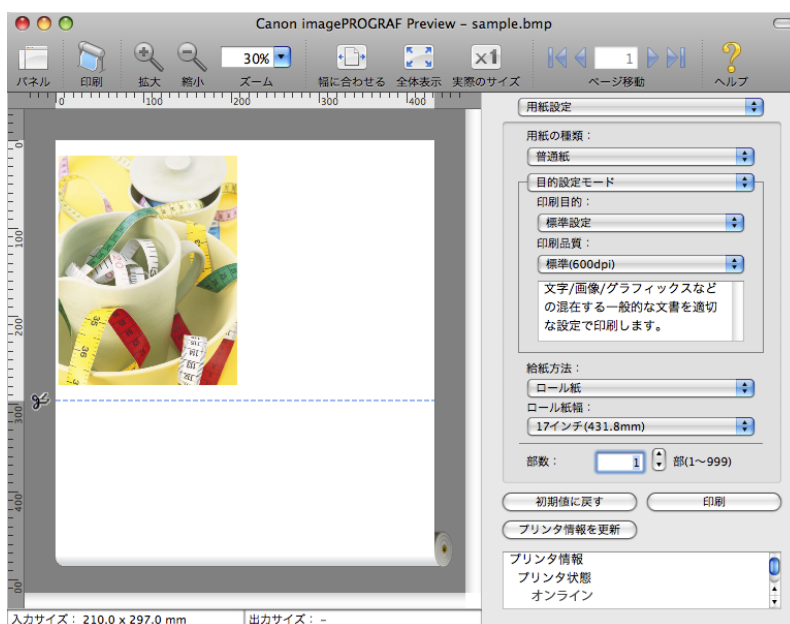 Canon imagePROGRAF Preview – sample.bmp
パネル 印刷 拡大 縮小 30% ズーム 幅に合わせる 全体表示 x1 実際のサイズ 1 ページ移動 ヘルプ
0 100 200 300 400
0
100
200
300
400
用紙設定
用紙の種類：
普通紙
目的設定モード
印刷目的：
標準設定
印刷品質：
標準(600dpi)
文字/画像/グラフィックスなど
の混在する一般的な文書を適切
な設定で印刷します。
給紙方法：
ロール紙
ロール紙幅：
17インチ(431.8mm)
部数： 1 部(1〜999)
初期値に戻す 印刷
プリンタ情報を更新
プリンタ情報
プリンタ状態
オンライン
入力サイズ： 210.0 x 297.0 mm 出力サイズ： –